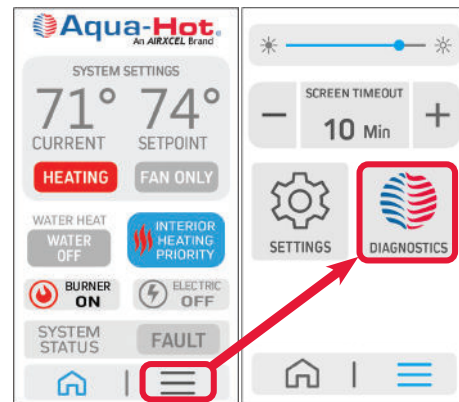 Aqua-Hot®
An AIRXCEL Brand
SYSTEM SETTINGS
71° 74°
CURRENT SETPOINT
HEATING FAN ONLY
WATER HEAT
WATER
OFF
INTERIOR
HEATING
PRIORITY
BURNER
ON
ELECTRIC
OFF
SYSTEM
STATUS
FAULT
SCREEN TIMEOUT
10 Min
SETTINGS
DIAGNOSTICS